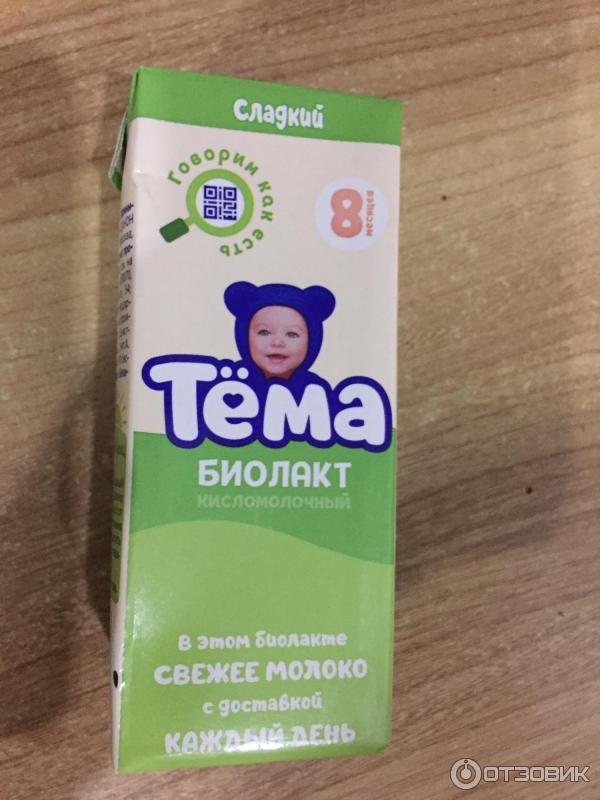 Сладкий
Говорим как есть
8
месяцев
Тёма
БИОЛАКТ
КИСЛОМОЛОЧНЫЙ
В этом биолакте
СВЕЖЕЕ МОЛОКО
с доставкой
КАЖДЫЙ ДЕНЬ
ОТЗОВИК